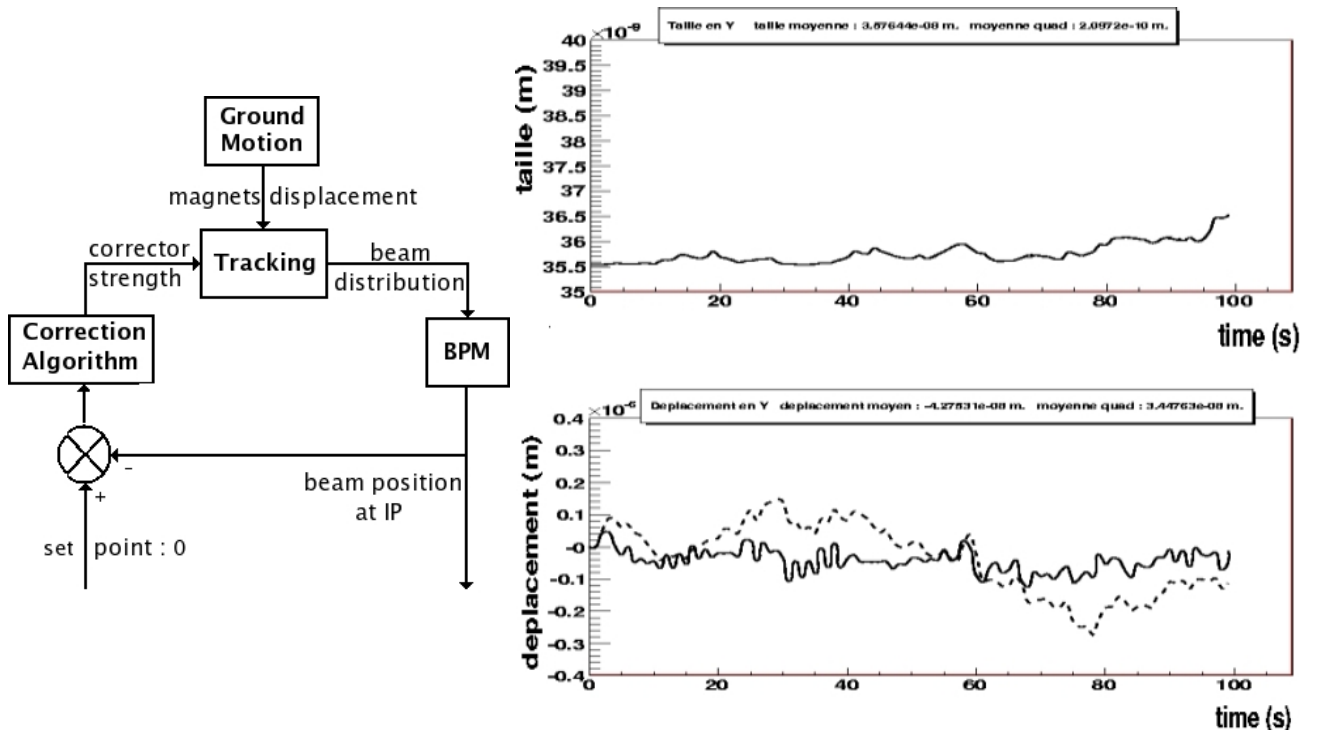 Ground
Motion
magnets displacement
corrector
strength
Tracking
beam
distribution
Correction
Algorithm
BPM
-
+
beam position
at IP
set point : 0
Taille en Y taille moyenne : 3.57644e-08 m. moyenne quad : 2.0972e-10 m.
×10⁻⁹
40
39.5
39
38.5
38
37.5
37
36.5
36
35.5
35
taille (m)
0 20 40 60 80 100
time (s)
Deplacement en Y deplacement moyen : -4.27531e-08 m. moyenne quad : 3.44763e-08 m.
×10⁻⁶
0.4
0.3
0.2
0.1
-0
-0.1
-0.2
-0.3
-0.4
deplacement (m)
0 20 40 60 80 100
time (s)